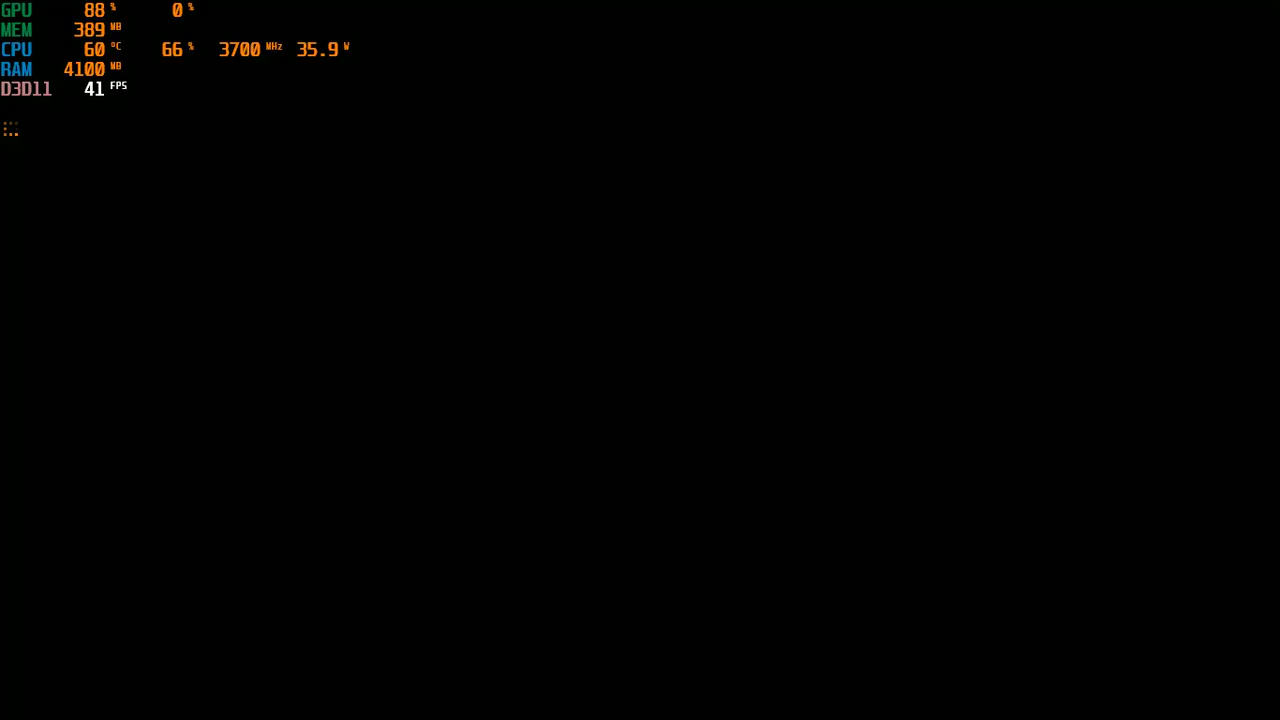 GPU 88 % 0 %
MEM 389 MB
CPU 60 °C 66 % 3700 MHz 35.9 W
RAM 4100 MB
D3D11 41 FPS